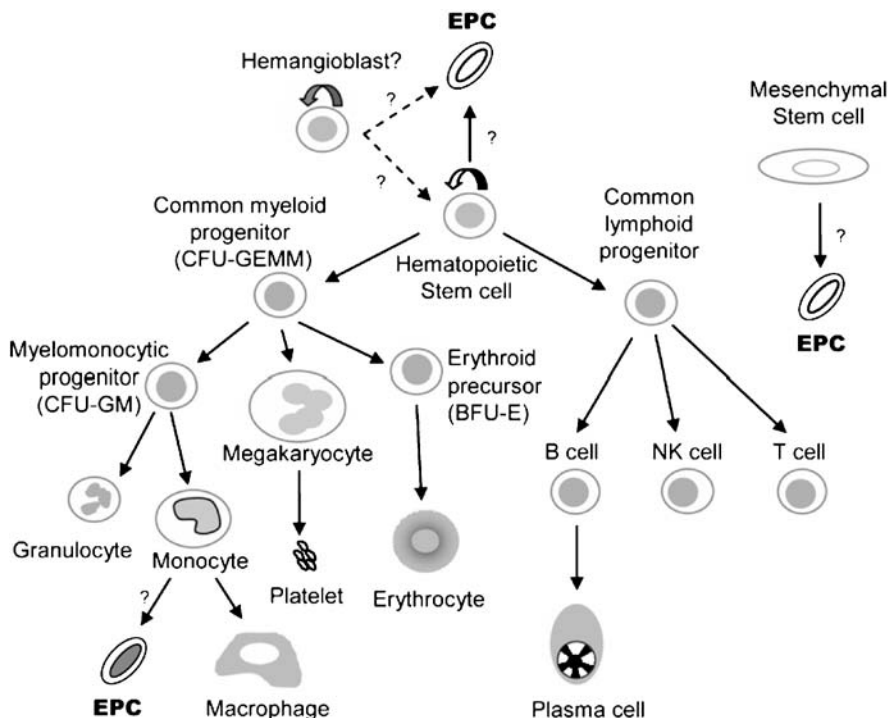 EPC
Hemangioblast?
?
?
?
Mesenchymal
Stem cell
?
EPC
Common myeloid
progenitor
(CFU-GEMM)
Hematopoietic
Stem cell
Common
lymphoid
progenitor
Myelomonocytic
progenitor
(CFU-GM)
Erythroid
precursor
(BFU-E)
Megakaryocyte
B cell
NK cell
T cell
Granulocyte
Monocyte
Platelet
Erythrocyte
?
EPC
Macrophage
Plasma cell